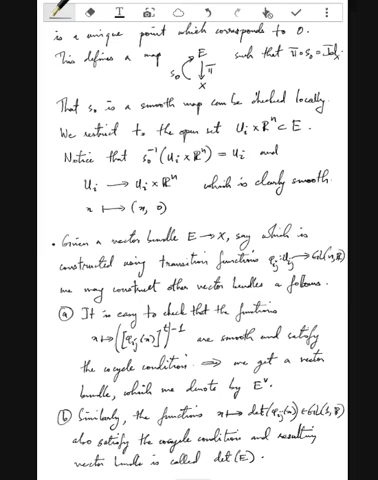 is a unique point which corresponds to 0.
This defines a map E such that π∘s₀ = Id_X.
s₀ ↓π
X
That s₀ is a smooth map can be checked locally.
We restrict to the open set U_i × R^n ⊂ E.
Notice that s₀^{-1}(U_i × R^n) = U_i and
U_i → U_i × R^n which is clearly smooth.
x ↦ (x, 0)
• Given a vector bundle E → X, say which is
constructed using transition functions φ_ij: U_ij → GL(n,R)
we may construct other vector bundles as follows.
(a) It is easy to check that the functions
x ↦ ([φ_ij(x)]^t)^{-1} are smooth and satisfy
the cocycle condition. ⇒ we get a vector
bundle, which we denote by E^∨.
(b) Similarly, the functions x ↦ det(φ_ij(x)) ∈ GL(1,R)
also satisfy the cocycle condition and resulting
vector bundle is called det(E).